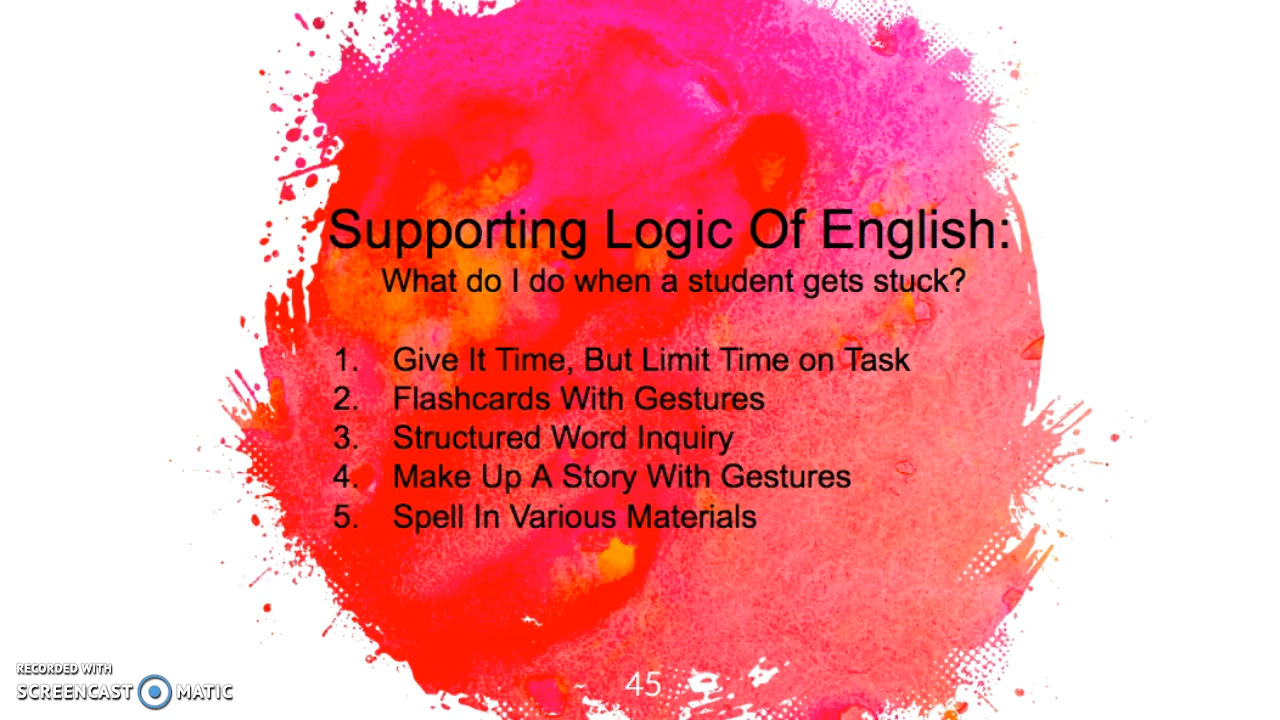 Supporting Logic Of English:
What do I do when a student gets stuck?
1. Give It Time, But Limit Time on Task
2. Flashcards With Gestures
3. Structured Word Inquiry
4. Make Up A Story With Gestures
5. Spell In Various Materials
45
RECORDED WITH
SCREENCAST MATIC